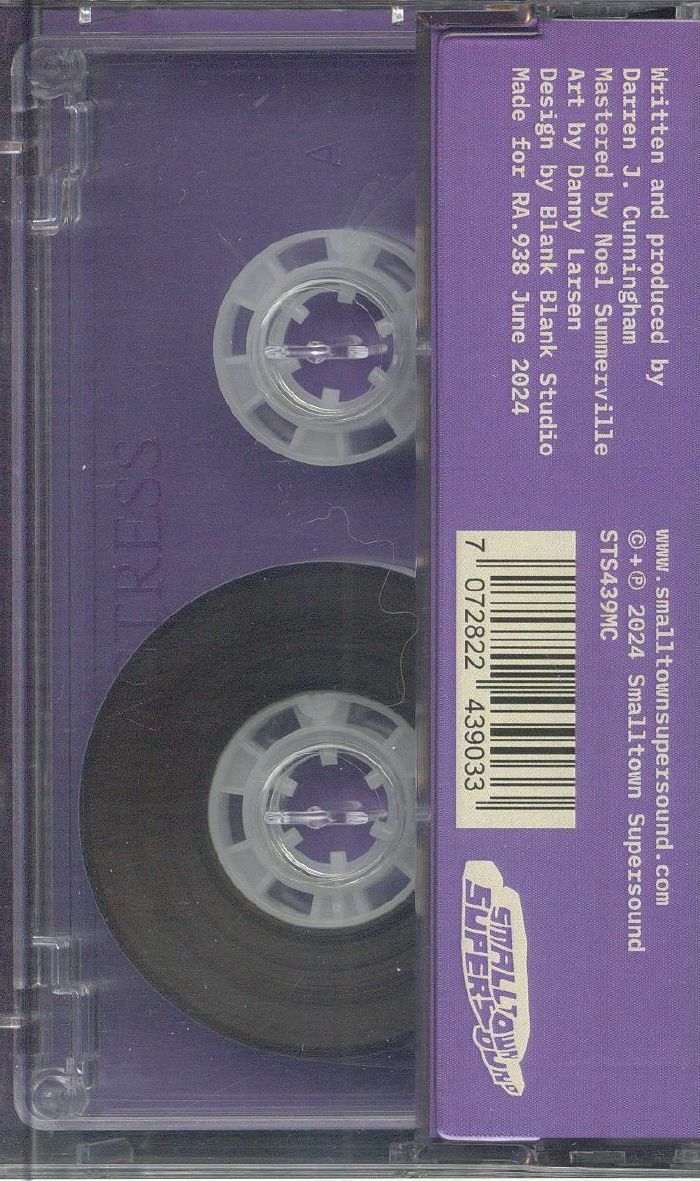 Written and produced by
Darren J. Cunningham
Mastered by Noel Summerville
Art by Danny Larsen
Design by Blank Blank Studio
Made for RA.938 June 2024
www.smalltownsupersound.com
©+℗ 2024 Smalltown Supersound
STS439MC
7 072822 439033
SMALLTOWN
SUPERSOUND
A
ACTRESS